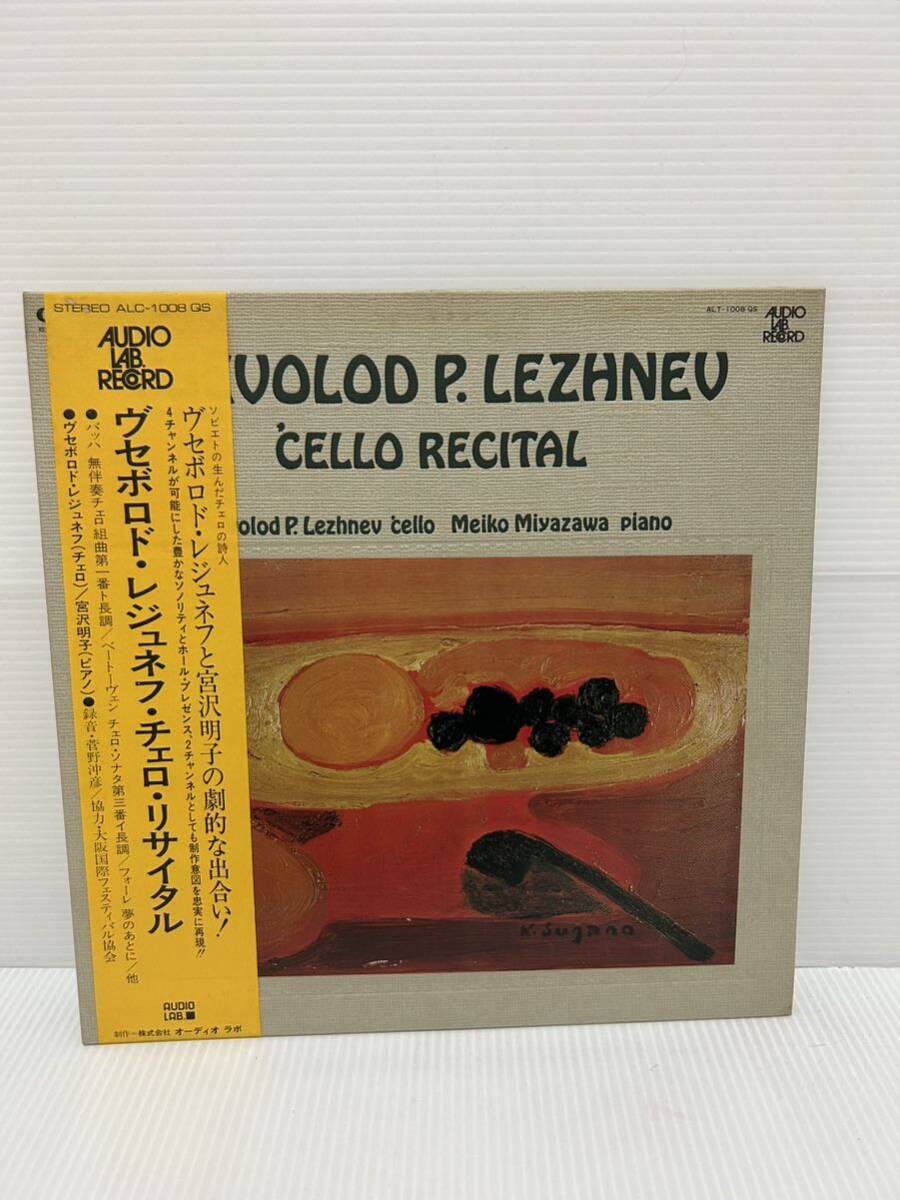 STEREO ALC-1008 QS
AUDIO
LAB.
RECORD
ソビエトの生んだチェロの詩人
ヴセボロド・レジュネフと宮沢明子の劇的な出合い!
4チャンネルが可能にした豊かなソノリティとホール・プレゼンス、2チャンネルとしても制作意図を忠実に再現!!
ヴセボロド・レジュネフ・チェロ・リサイタル
●バッハ 無伴奏チェロ組曲第一番ト長調/ベートーヴェン チェロ・ソナタ第三番イ長調/フォーレ 夢のあとに/他
●ヴセボロド・レジュネフ(チェロ)/宮沢明子(ピアノ)●録音・菅野沖彦/協力・大阪国際フェスティバル協会
AUDIO
LAB.
制作=株式会社 オーディオ ラボ
ALT-1008 QS
AUDIO
LAB.
RECORD
VOLOD P. LEZHNEV
'CELLO RECITAL
olod P. Lezhnev 'cello Meiko Miyazawa piano
K.Sugano